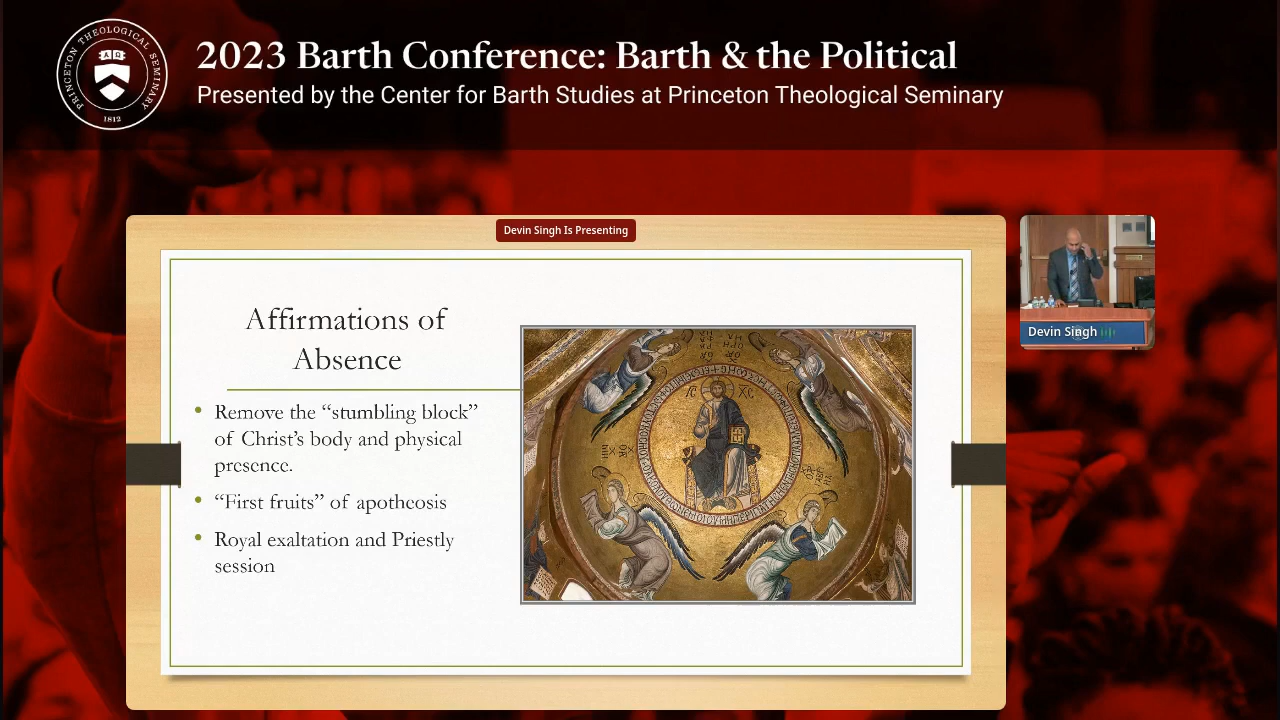 PRINCETON THEOLOGICAL SEMINARY
1812
2023 Barth Conference: Barth & the Political
Presented by the Center for Barth Studies at Princeton Theological Seminary
Devin Singh Is Presenting
Affirmations of
Absence
• Remove the “stumbling block”
of Christ’s body and physical
presence.
• “First fruits” of apotheosis
• Royal exaltation and Priestly
session
IC XC
Devin Singh